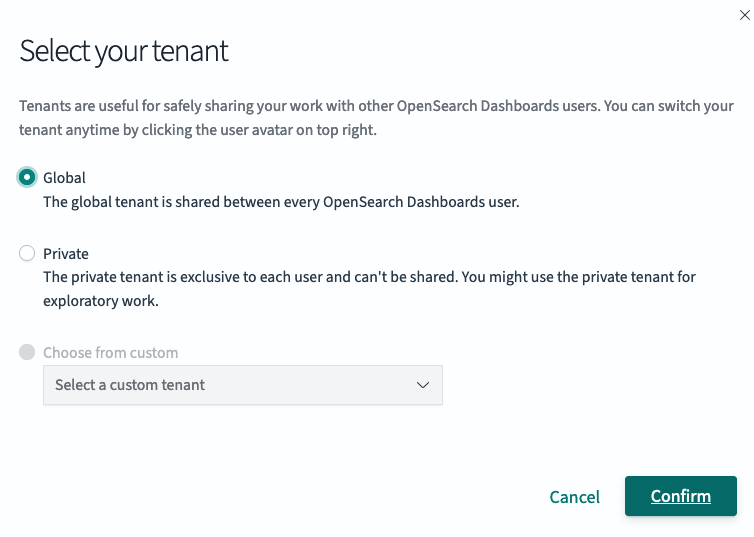 Select your tenant
Tenants are useful for safely sharing your work with other OpenSearch Dashboards users. You can switch your
tenant anytime by clicking the user avatar on top right.
Global
The global tenant is shared between every OpenSearch Dashboards user.
Private
The private tenant is exclusive to each user and can't be shared. You might use the private tenant for
exploratory work.
Choose from custom
Select a custom tenant
Cancel
Confirm